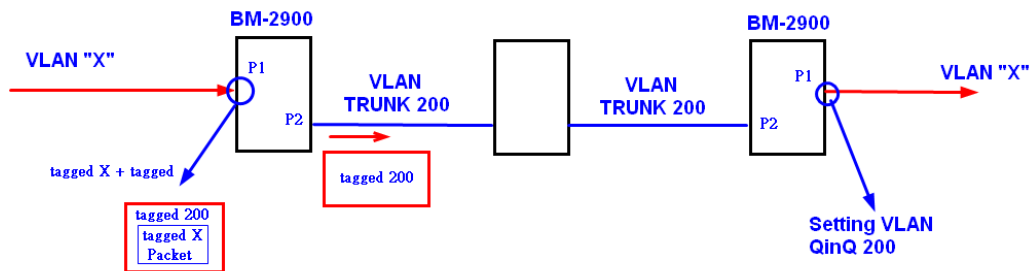 BM-2900
BM-2900
VLAN "X"
P1
VLAN
TRUNK 200
VLAN
TRUNK 200
P1
VLAN "X"
P2
P2
tagged X + tagged
tagged 200
tagged 200
tagged X
Packet
Setting VLAN
QinQ 200